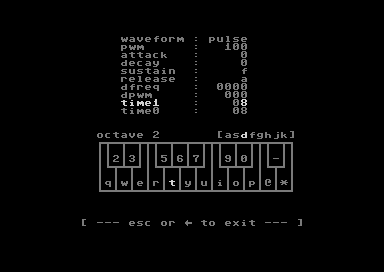 waveform : pulse
pwm : 100
attack : 0
decay : 0
sustain : f
release : a
dfreq : 0000
dpwm : 000
time1 : 08
time0 : 08
octave 2 [asdfghjk]
2 3 5 6 7 9 0 -
q w e r t y u i o p @ *
[ --- esc or ← to exit --- ]